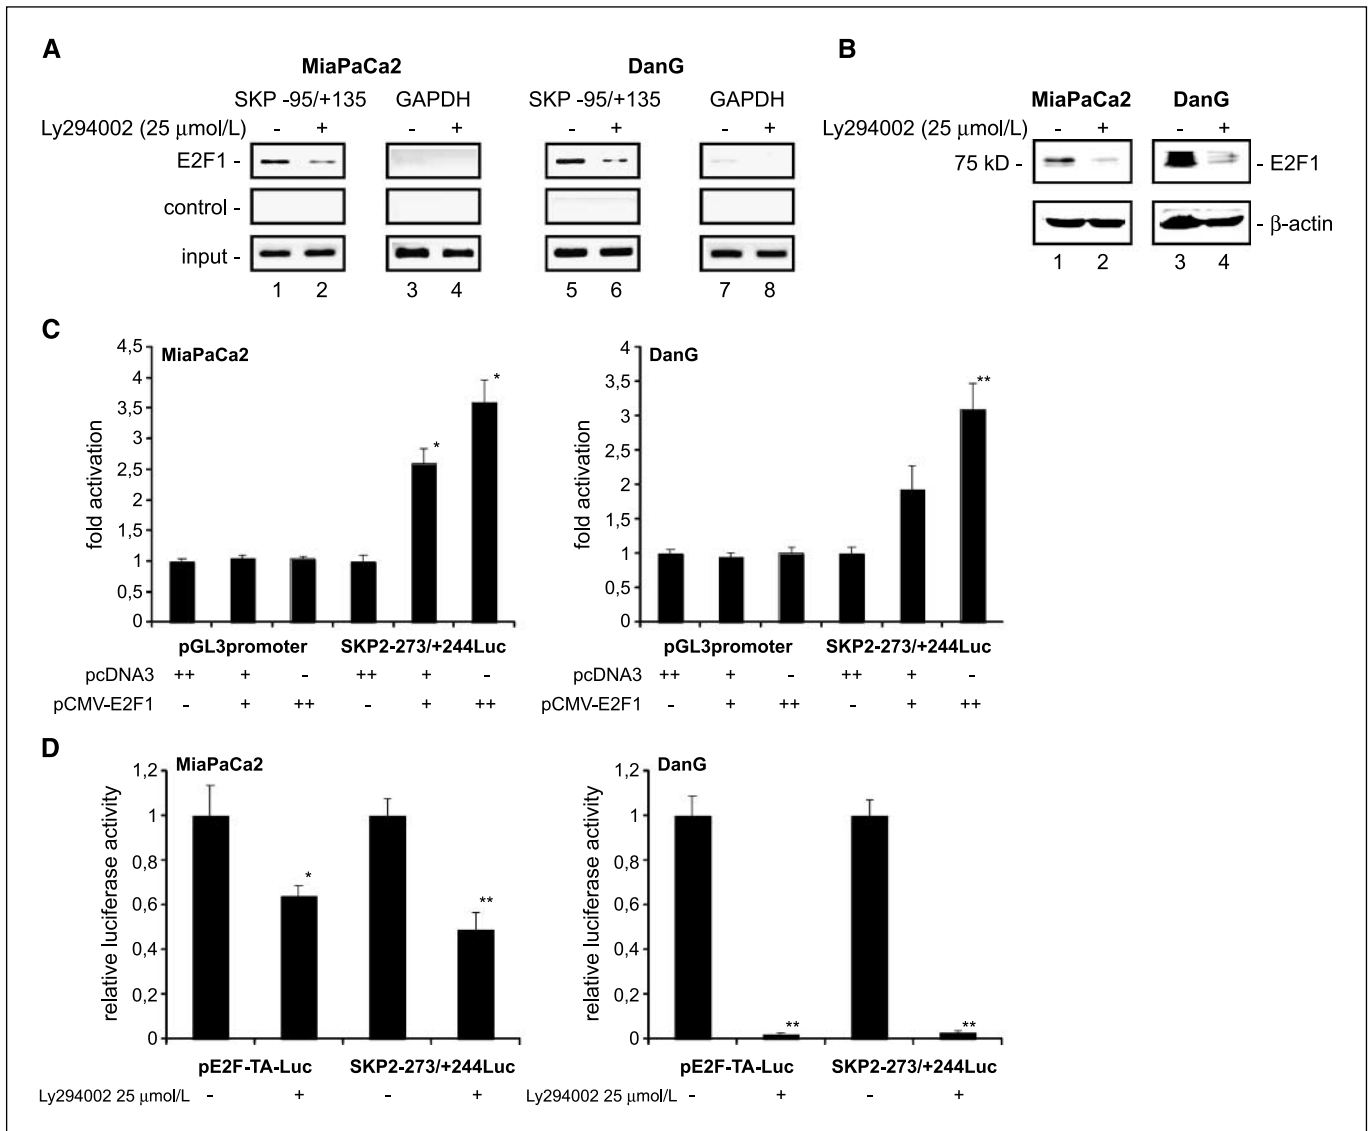 A
MiaPaCa2 DanG
SKP -95/+135 GAPDH SKP -95/+135 GAPDH
Ly294002 (25 μmol/L) - + - + - + - +
E2F1 -
control -
input -
1 2 3 4 5 6 7 8
B
MiaPaCa2 DanG
Ly294002 (25 μmol/L) - + - +
75 kD - - E2F1
- β-actin
1 2 3 4
C
MiaPaCa2
fold activation
4,5
4
3,5
3
2,5
2
1,5
1
0,5
0
* *
pGL3promoter SKP2-273/+244Luc
pcDNA3 ++ + - ++ + -
pCMV-E2F1 - + ++ - + ++
DanG
fold activation
4
3,5
3
2,5
2
1,5
1
0,5
0
**
pGL3promoter SKP2-273/+244Luc
pcDNA3 ++ + - ++ + -
pCMV-E2F1 - + ++ - + ++
D
MiaPaCa2
relative luciferase activity
1,2
1
0,8
0,6
0,4
0,2
0
* **
pE2F-TA-Luc SKP2-273/+244Luc
Ly294002 25 μmol/L - + - +
DanG
relative luciferase activity
1,2
1
0,8
0,6
0,4
0,2
0
** **
pE2F-TA-Luc SKP2-273/+244Luc
Ly294002 25 μmol/L - + - +